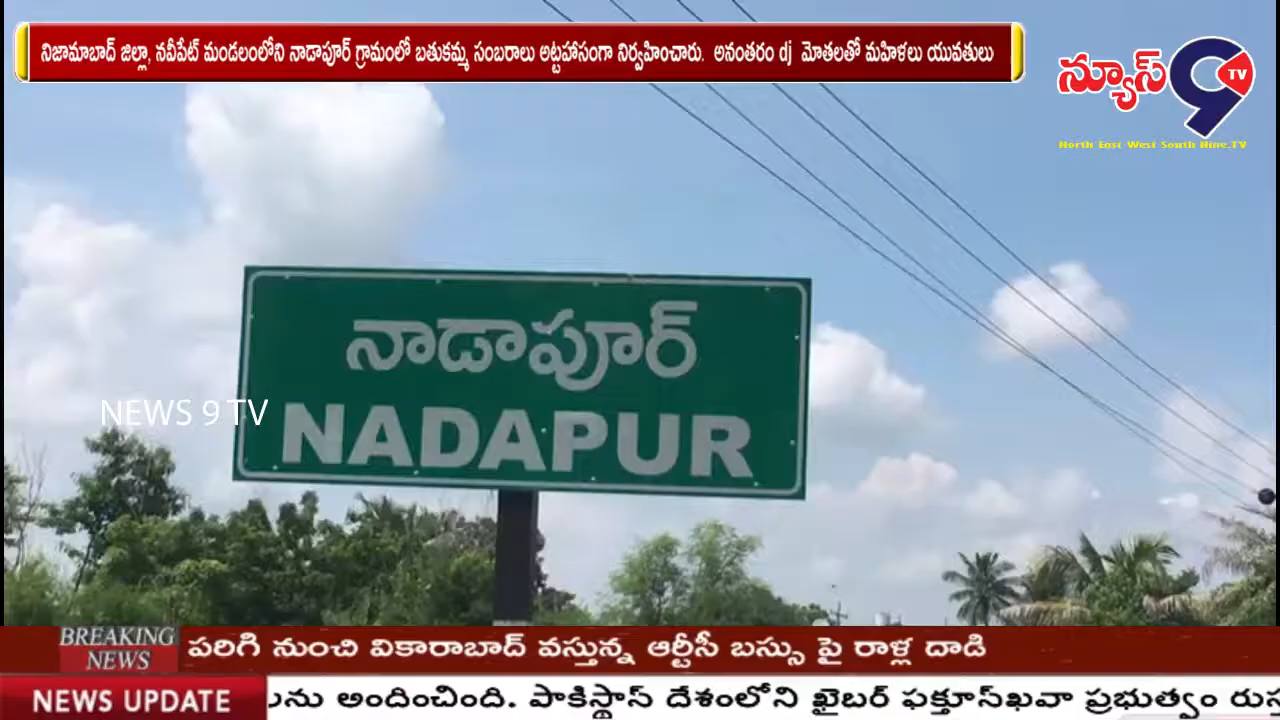 నిజామాబాద్ జిల్లా, నవీపేట్ మండలంలోని నాడాపూర్ గ్రామంలో బతుకమ్మ సంబరాలు అట్టహాసంగా నిర్వహించారు. అనంతరం dj మోతలతో మహిళలు యువతులు
న్యూస్ 9 TV
North East West South Nine.TV
నాడాపూర్
NADAPUR
NEWS 9 TV
BREAKING NEWS
పరిగి నుంచి వికారాబాద్ వస్తున్న ఆర్టీసీ బస్సు పై రాళ్ల దాడి
NEWS UPDATE
అందించింది. పాకిస్థాన్ దేశంలోని ఖైబర్ ఫక్తూన్‌ఖవా ప్రభుత్వం